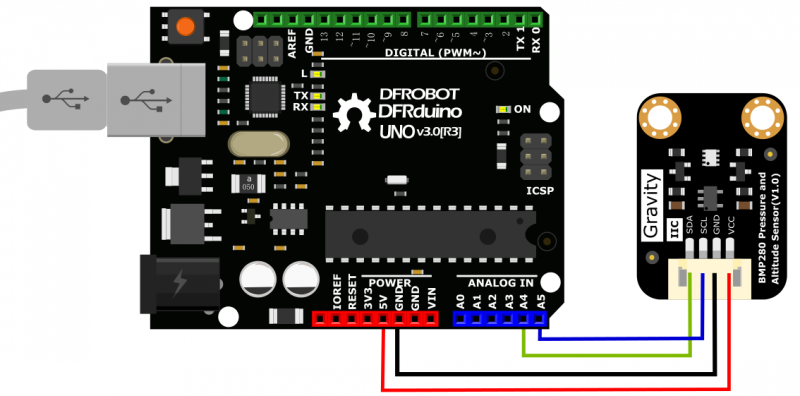 AREF
GND
13
12
~11
~10
~9
8
7
~6
~5
4
~3
2
TX 1
RX 0
DIGITAL (PWM~)
L
TX
RX
DFROBOT
DFRduino
UNO v3.0[R3]
ON
ICSP
a
050
POWER
ANALOG IN
IOREF
RESET
3V3
5V
GND
GND
VIN
A0
A1
A2
A3
A4
A5
Gravity
IIC
SDA
SCL
GND
VCC
BMP280 Pressure and
Altitude Sensor(V1.0)